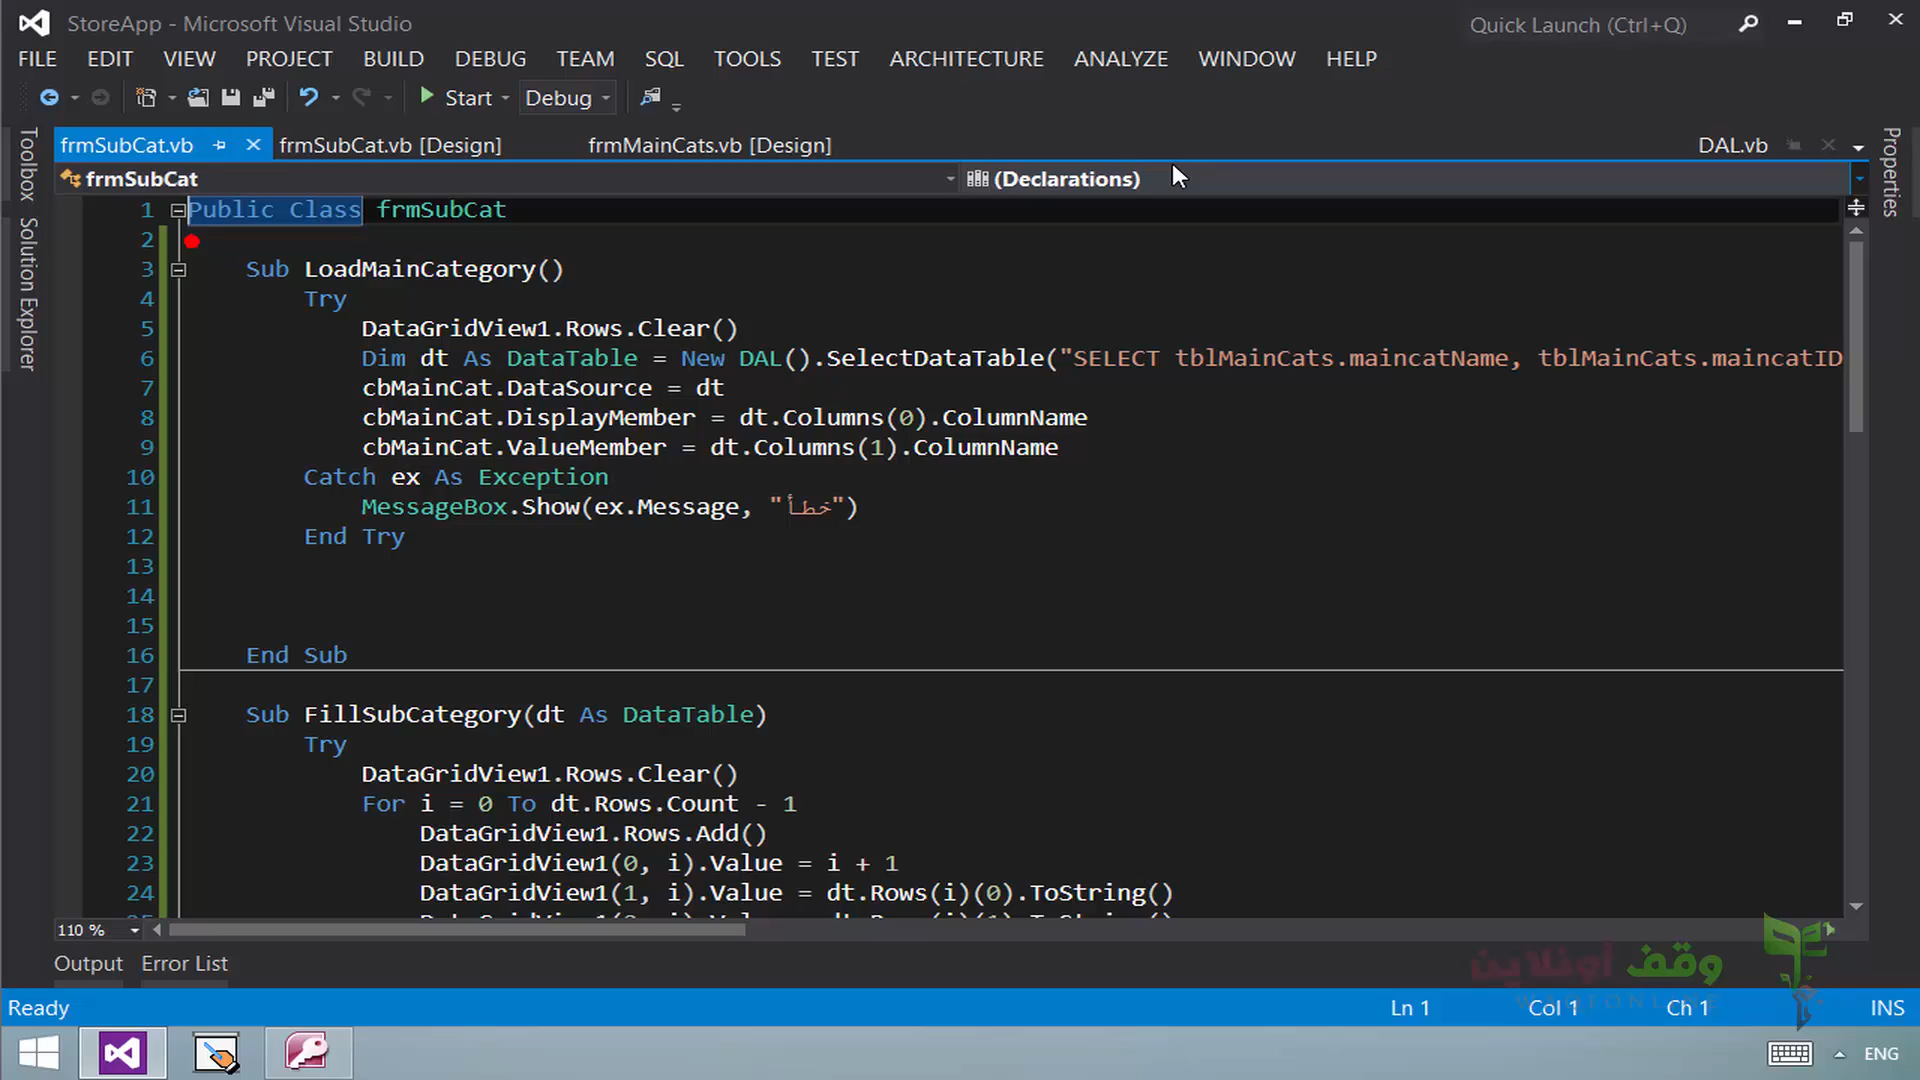 StoreApp - Microsoft Visual Studio
Quick Launch (Ctrl+Q)
FILE EDIT VIEW PROJECT BUILD DEBUG TEAM SQL TOOLS TEST ARCHITECTURE ANALYZE WINDOW HELP
Start Debug
frmSubCat.vb frmSubCat.vb [Design] frmMainCats.vb [Design] DAL.vb
Toolbox
Solution Explorer
Properties
frmSubCat (Declarations)
1 Public Class frmSubCat
2
3 Sub LoadMainCategory()
4 Try
5 DataGridView1.Rows.Clear()
6 Dim dt As DataTable = New DAL().SelectDataTable("SELECT tblMainCats.maincatName, tblMainCats.maincatID
7 cbMainCat.DataSource = dt
8 cbMainCat.DisplayMember = dt.Columns(0).ColumnName
9 cbMainCat.ValueMember = dt.Columns(1).ColumnName
10 Catch ex As Exception
11 MessageBox.Show(ex.Message, "خطأ")
12 End Try
13
14
15
16 End Sub
17
18 Sub FillSubCategory(dt As DataTable)
19 Try
20 DataGridView1.Rows.Clear()
21 For i = 0 To dt.Rows.Count - 1
22 DataGridView1.Rows.Add()
23 DataGridView1(0, i).Value = i + 1
24 DataGridView1(1, i).Value = dt.Rows(i)(0).ToString()
110 %
وقف أونلاين
Output Error List
Ready Ln 1 Col 1 Ch 1 INS
ENG